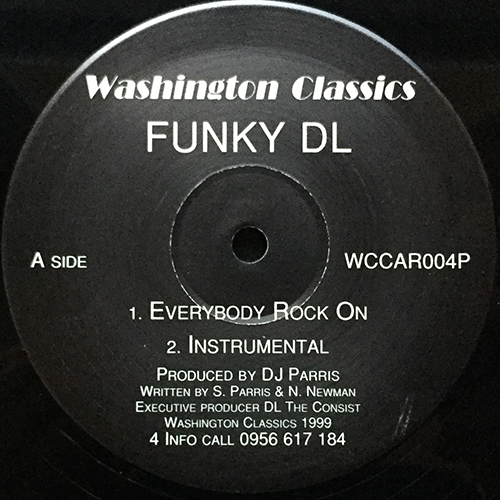 Washington Classics
FUNKY DL
A SIDE
WCCAR004P
1. EVERYBODY ROCK ON
2. INSTRUMENTAL
PRODUCED BY DJ PARRIS
WRITTEN BY S. PARRIS & N. NEWMAN
EXECUTIVE PRODUCER DL THE CONSIST
WASHINGTON CLASSICS 1999
4 INFO CALL 0956 617 184